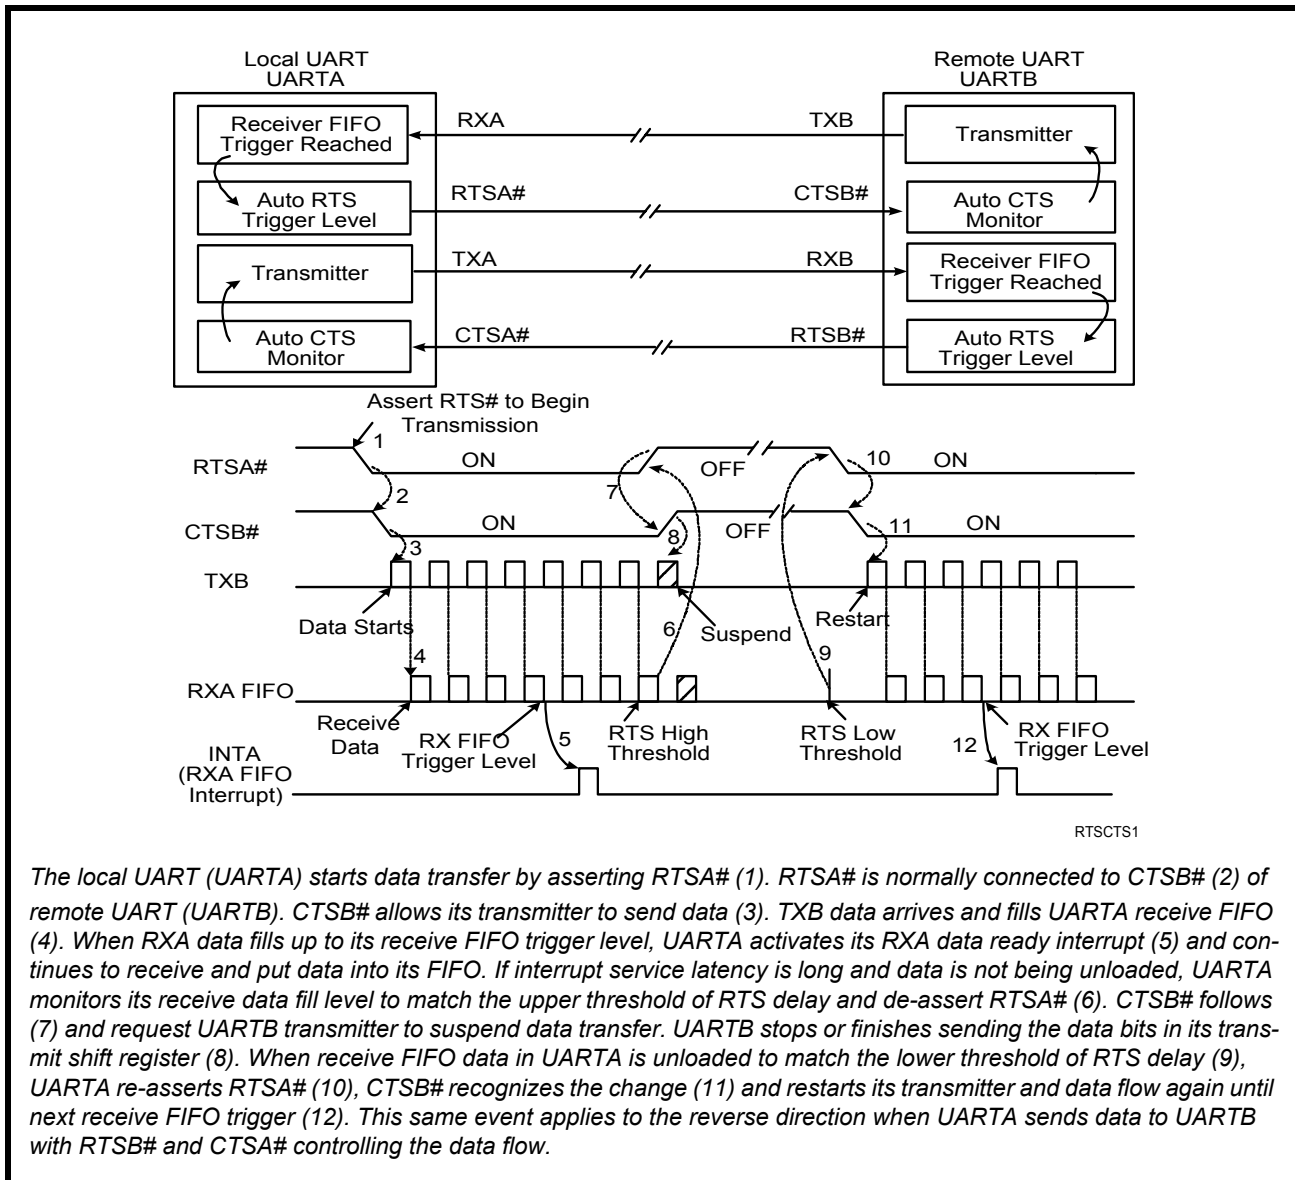 Local UART
UARTA
Remote UART
UARTB
Receiver FIFO
Trigger Reached
RXA
TXB
Transmitter
Auto RTS
Trigger Level
RTSA#
CTSB#
Auto CTS
Monitor
Transmitter
TXA
RXB
Receiver FIFO
Trigger Reached
Auto CTS
Monitor
CTSA#
RTSB#
Auto RTS
Trigger Level
Assert RTS# to Begin
Transmission
RTSA#
1
ON
OFF
10
ON
2
7
CTSB#
ON
8
OFF
11
ON
3
TXB
Data Starts
6
Suspend
Restart
4
9
RXA FIFO
Receive
Data
RX FIFO
Trigger Level
5
RTS High
Threshold
RTS Low
Threshold
12
RX FIFO
Trigger Level
INTA
(RXA FIFO
Interrupt)
RTSCTS1
The local UART (UARTA) starts data transfer by asserting RTSA# (1). RTSA# is normally connected to CTSB# (2) of
remote UART (UARTB). CTSB# allows its transmitter to send data (3). TXB data arrives and fills UARTA receive FIFO
(4). When RXA data fills up to its receive FIFO trigger level, UARTA activates its RXA data ready interrupt (5) and con-
tinues to receive and put data into its FIFO. If interrupt service latency is long and data is not being unloaded, UARTA
monitors its receive data fill level to match the upper threshold of RTS delay and de-assert RTSA# (6). CTSB# follows
(7) and request UARTB transmitter to suspend data transfer. UARTB stops or finishes sending the data bits in its trans-
mit shift register (8). When receive FIFO data in UARTA is unloaded to match the lower threshold of RTS delay (9),
UARTA re-asserts RTSA# (10), CTSB# recognizes the change (11) and restarts its transmitter and data flow again until
next receive FIFO trigger (12). This same event applies to the reverse direction when UARTA sends data to UARTB
with RTSB# and CTSA# controlling the data flow.